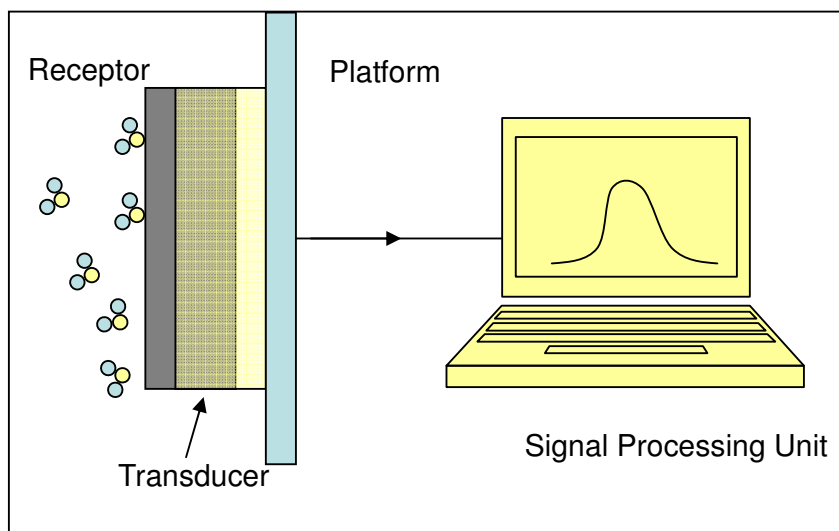 Receptor
Platform
Transducer
Signal Processing Unit